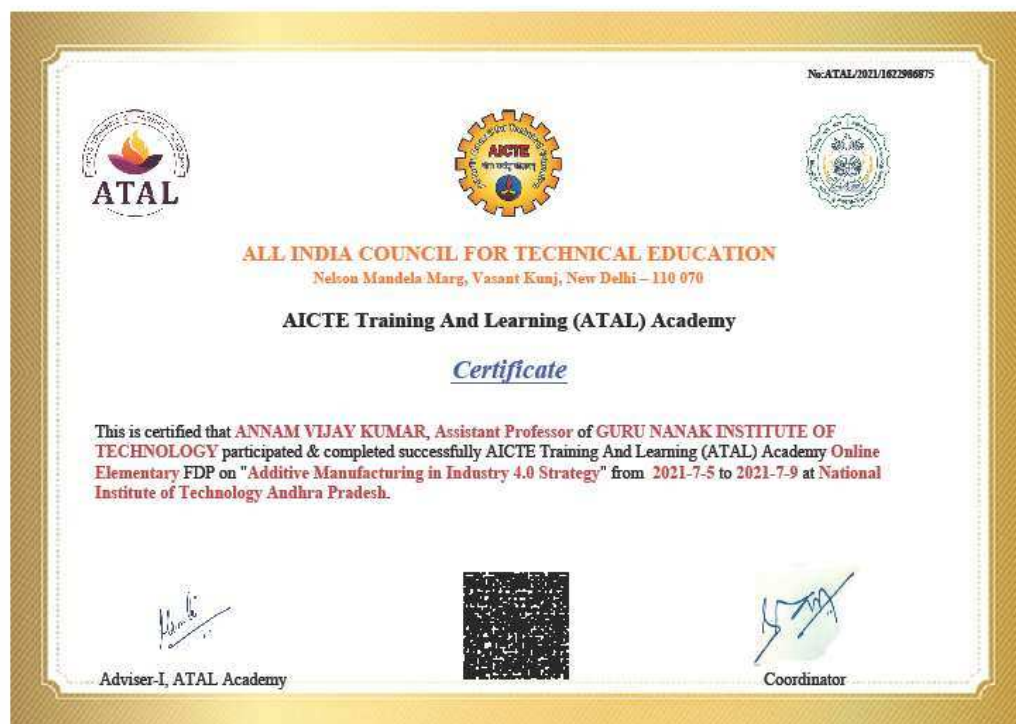 No:ATAL/2021/1622986875
ATAL
AICTE
ALL INDIA COUNCIL FOR TECHNICAL EDUCATION
Nelson Mandela Marg, Vasant Kunj, New Delhi – 110 070
AICTE Training And Learning (ATAL) Academy
Certificate
This is certified that ANNAM VIJAY KUMAR, Assistant Professor of GURU NANAK INSTITUTE OF
TECHNOLOGY participated & completed successfully AICTE Training And Learning (ATAL) Academy Online
Elementary FDP on "Additive Manufacturing in Industry 4.0 Strategy" from 2021-7-5 to 2021-7-9 at National
Institute of Technology Andhra Pradesh.
Adviser-I, ATAL Academy
Coordinator